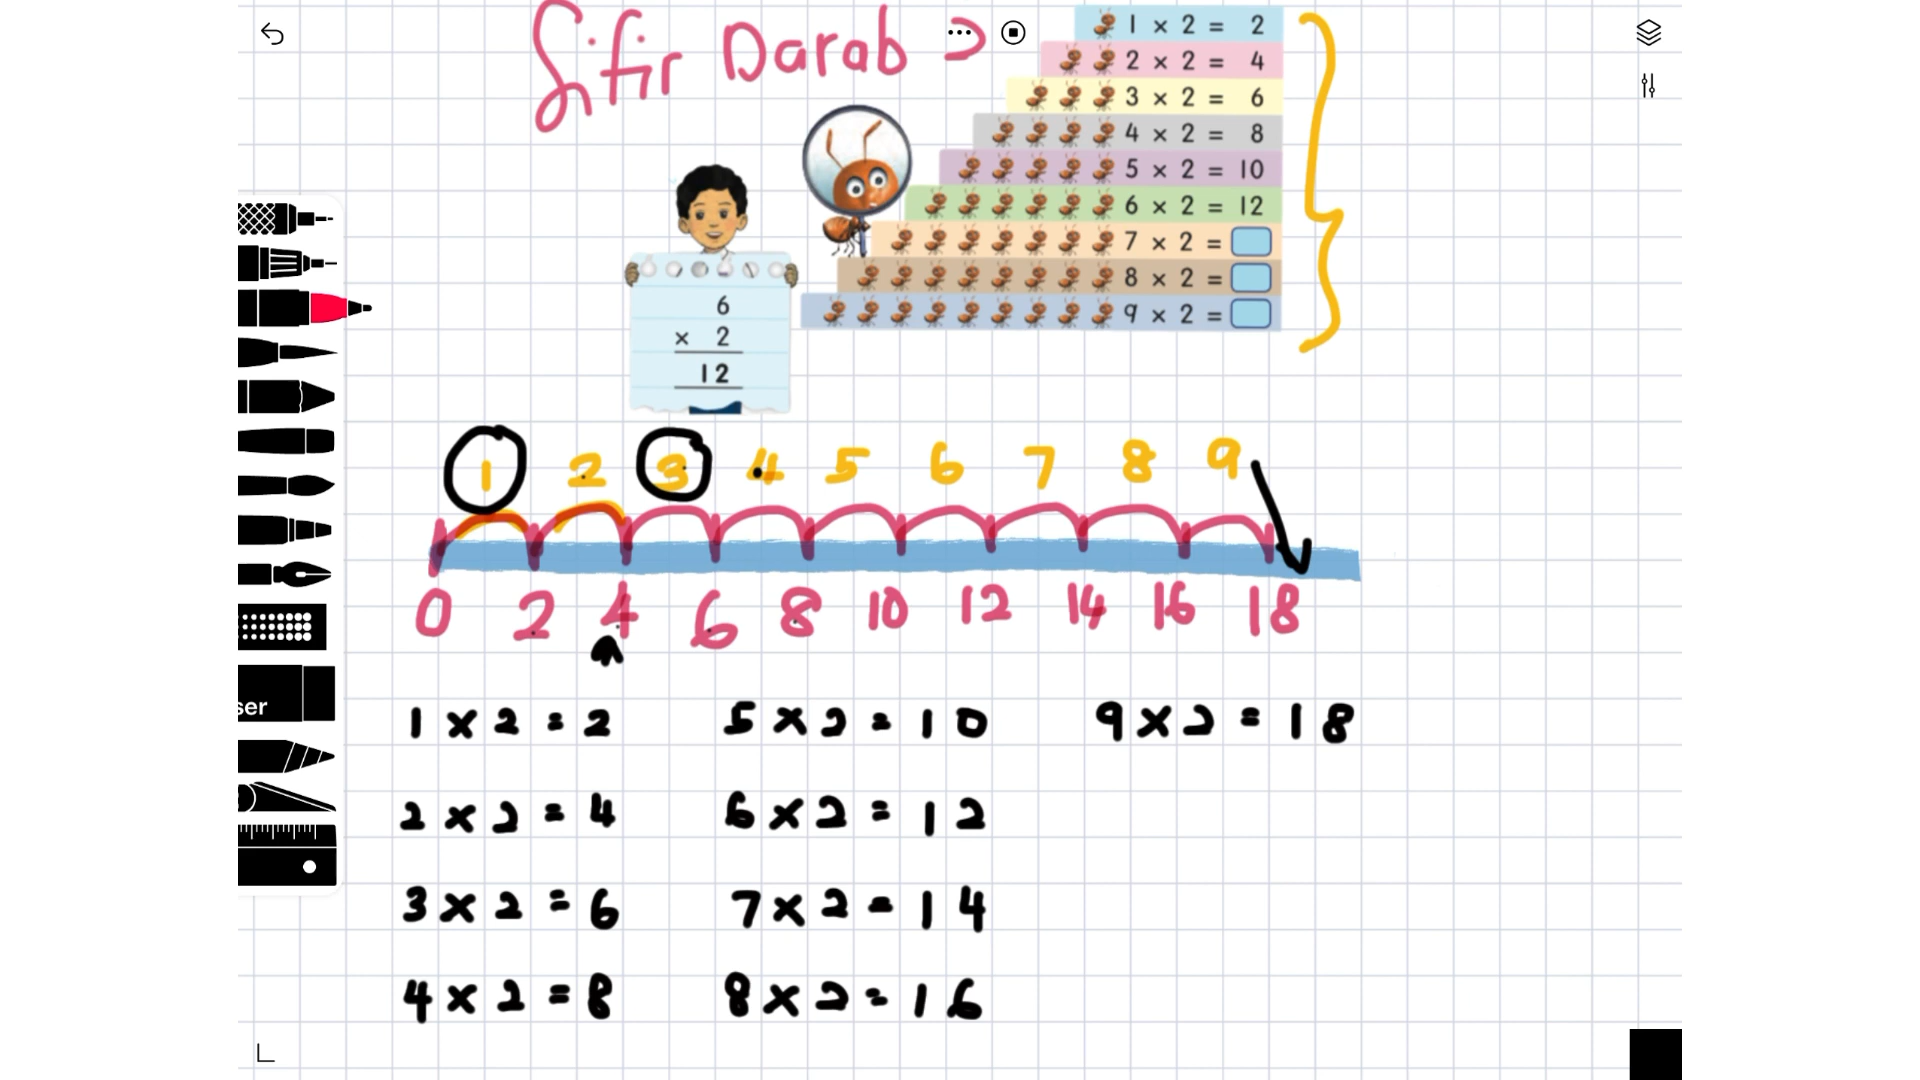 Sifir Darab 2
1 × 2 = 2
2 × 2 = 4
3 × 2 = 6
4 × 2 = 8
5 × 2 = 10
6 × 2 = 12
7 × 2 =
8 × 2 =
9 × 2 =
6
× 2
12
1 2 3 4 5 6 7 8 9
0 2 4 6 8 10 12 14 16 18
1 x 2 = 2
2 x 2 = 4
3 x 2 = 6
4 x 2 = 8
5 x 2 = 10
6 x 2 = 12
7 x 2 = 14
8 x 2 = 16
9 x 2 = 18
ser